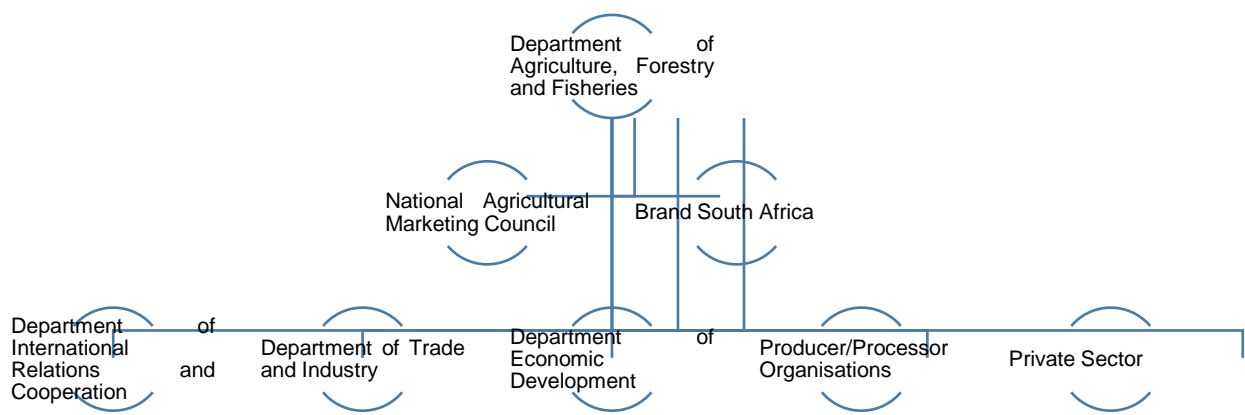 Department of
Agriculture, Forestry
and Fisheries
National Agricultural
Marketing Council
Brand South Africa
Department of
International
Relations and
Cooperation
Department of Trade
and Industry
Department of
Economic
Development
Producer/Processor
Organisations
Private Sector